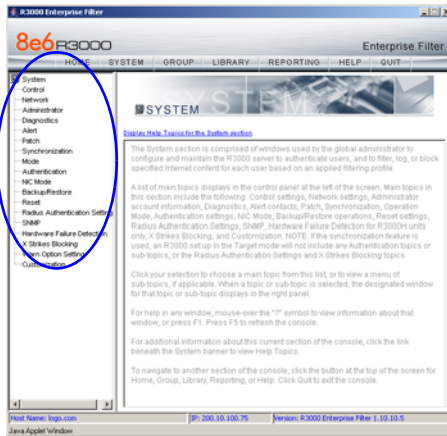 R3000 Enterprise Filter
8e6 R3000
Enterprise Filter
HOME SYSTEM GROUP LIBRARY REPORTING HELP QUIT
System
Control
Network
Administrator
Diagnostics
Alert
Patch
Synchronization
Mode
Authentication
NIC Mode
Backup/Restore
Reset
Radius Authentication Setting
SNMP
Hardware Failure Detection
X Strikes Blocking
Warn Option Setting
Customization
SYSTEM
Display Help Topics for the System section
The System section is comprised of windows used by the global administrator to
configure and maintain the R3000 server to authenticate users, and to filter, log, or block
specified Internet content for each user based on an applied filtering profile.
A list of main topics displays in the control panel at the left of the screen. Main topics in
this section include the following: Control settings, Network settings, Administrator
account information, Diagnostics, Alert contacts, Patch, Synchronization, Operation
Mode, Authentication settings, NIC Mode, Backup/Restore operations, Reset settings,
Radius Authentication Settings, SNMP, Hardware Failure Detection for R3000H units
only, X Strikes Blocking, and Customization. NOTE: If the synchronization feature is
used, an R3000 set up in the Target mode will not include any Authentication topics or
sub-topics, or the Radius Authentication Settings and X Strikes Blocking topics.
Click your selection to choose a main topic from this list, or to view a menu of
sub-topics, if applicable. When a topic or sub-topic is selected, the designated window
for that topic or sub-topic displays in the right panel.
For help in any window, mouse-over the "?" symbol to view information about that
window, or press F1. Press F5 to refresh the console.
For additional information about this current section of the console, click the link
beneath the System banner to view Help Topics.
To navigate to another section of the console, click the button at the top of the screen for
Home, Group, Library, Reporting, or Help. Click Quit to exit the console.
Host Name: logo.com IP: 200.10.100.75 Version: R3000 Enterprise Filter 1.10.10.5
Java Applet Window